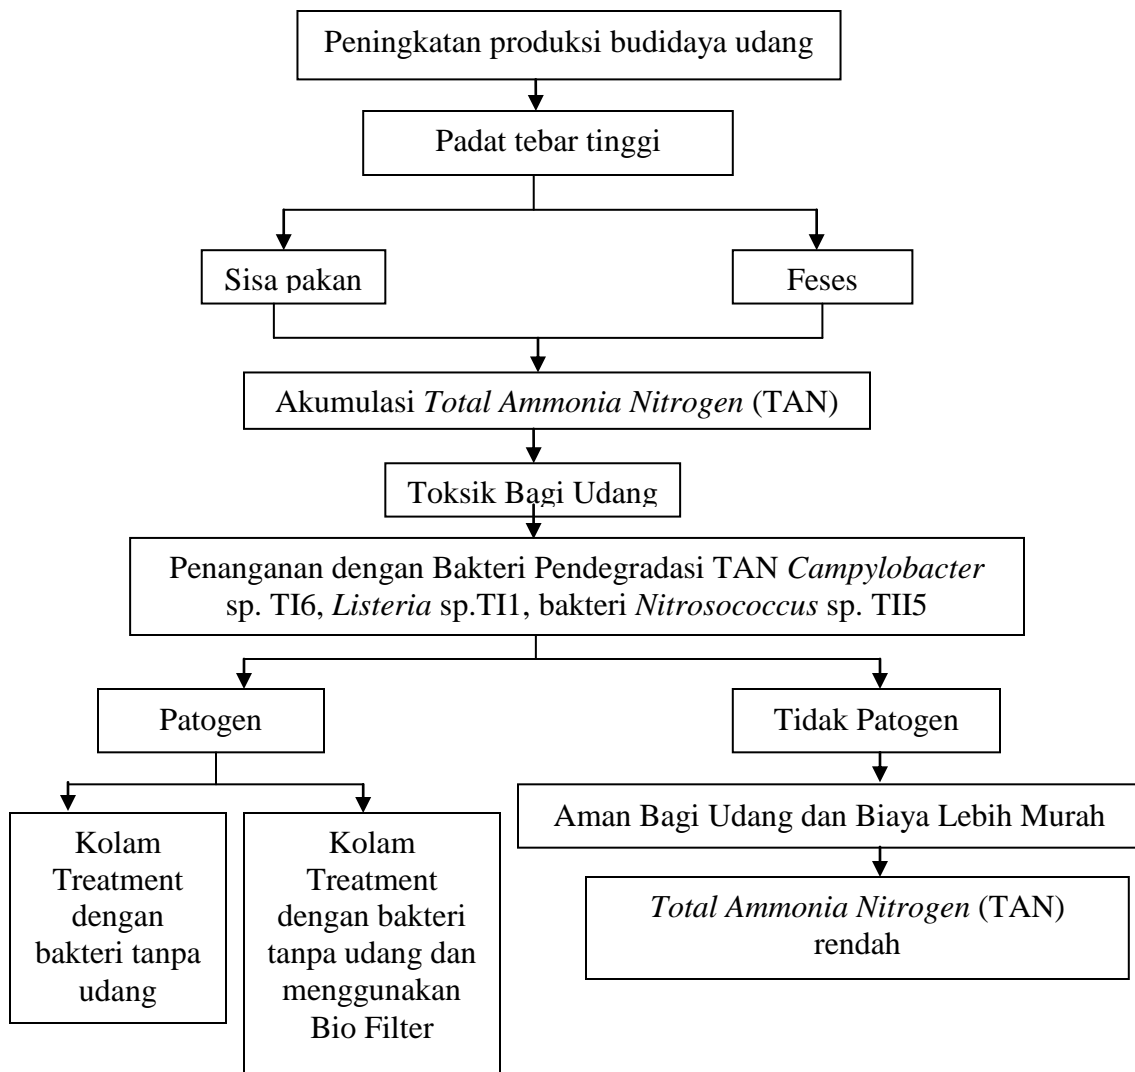 Peningkatan produksi budidaya udang
Padat tebar tinggi
Sisa pakan
Feses
Akumulasi Total Ammonia Nitrogen (TAN)
Toksik Bagi Udang
Penanganan dengan Bakteri Pendegradasi TAN Campylobacter
sp. TI6, Listeria sp.TI1, bakteri Nitrosococcus sp. TII5
Patogen
Tidak Patogen
Kolam
Treatment
dengan
bakteri tanpa
udang
Kolam
Treatment
dengan bakteri
tanpa udang dan
menggunakan
Bio Filter
Aman Bagi Udang dan Biaya Lebih Murah
Total Ammonia Nitrogen (TAN)
rendah